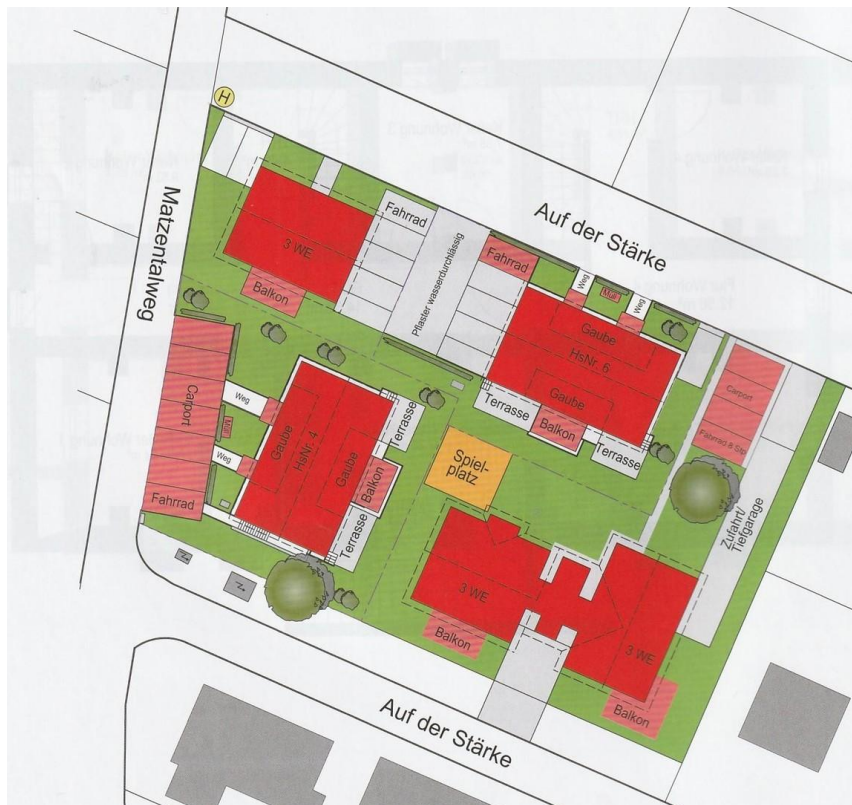 H
Matzentalweg
Auf der Stärke
Fahrrad
3 WE
Balkon
Pflaster wasserdurchlässig
Fahrrad
Weg
Müll
Weg
Gaube
HsNr. 6
Gaube
Terrasse
Balkon
Terrasse
Carport
Fahrrad & Stp
Zufahrt/
Tiefgarage
Carport
Weg
Müll
Weg
Fahrrad
Gaube
HsNr. 4
Gaube
Terrasse
Balkon
Terrasse
Spiel-
platz
3 WE
Balkon
3 WE
Balkon
Auf der Stärke